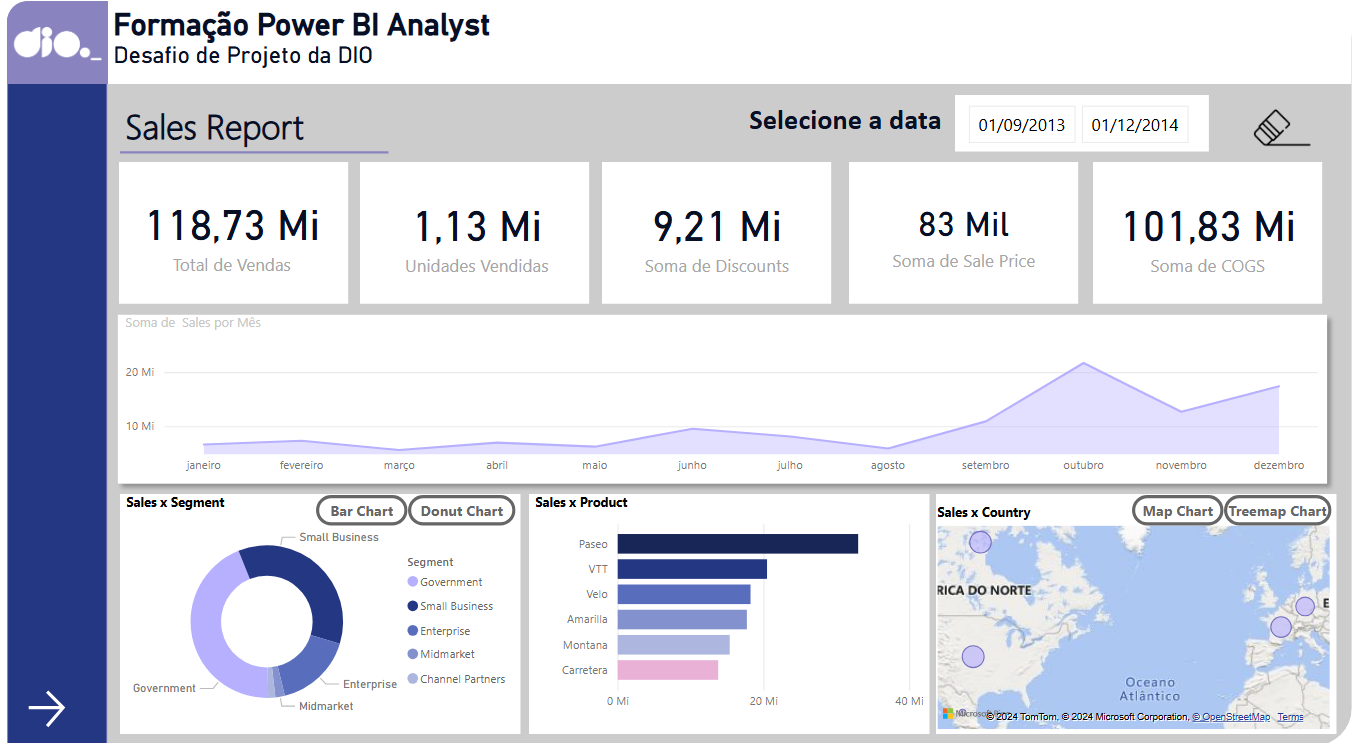 dio._
Formação Power BI Analyst
Desafio de Projeto da DIO
Sales Report
Selecione a data
01/09/2013
01/12/2014
118,73 Mi
Total de Vendas
1,13 Mi
Unidades Vendidas
9,21 Mi
Soma de Discounts
83 Mil
Soma de Sale Price
101,83 Mi
Soma de COGS
Soma de  Sales por Mês
20 Mi
10 Mi
janeiro fevereiro março abril maio junho julho agosto setembro outubro novembro dezembro
Sales x Segment
Bar Chart
Donut Chart
Small Business
Government
Enterprise
Midmarket
Segment
Government
Small Business
Enterprise
Midmarket
Channel Partners
Sales x Product
Paseo
VTT
Velo
Amarilla
Montana
Carretera
0 Mi 20 Mi 40 Mi
Sales x Country
Map Chart
Treemap Chart
RICA DO NORTE
E
Oceano
Atlântico
Microsoft
© 2024 TomTom, © 2024 Microsoft Corporation, © OpenStreetMap Terms